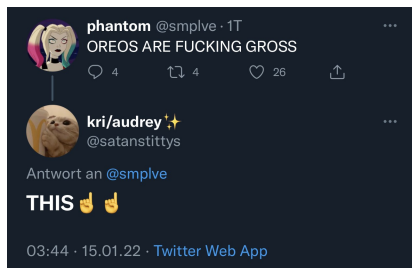 phantom @smplve · 1T
OREOS ARE FUCKING GROSS
4 4 26
kri/audrey✨
@satanstittys
Antwort an @smplve
THIS☝️☝️
03:44 · 15.01.22 · Twitter Web App